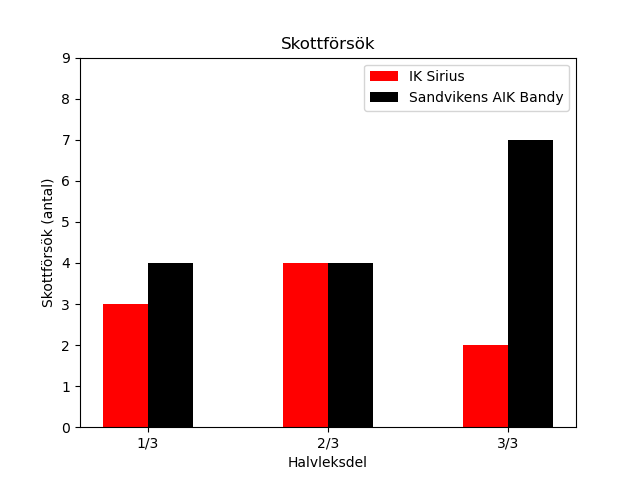 Skottförsök
IK Sirius
Sandvikens AIK Bandy
Skottförsök (antal)
9
8
7
6
5
4
3
2
1
0
1/3
2/3
3/3
Halvleksdel